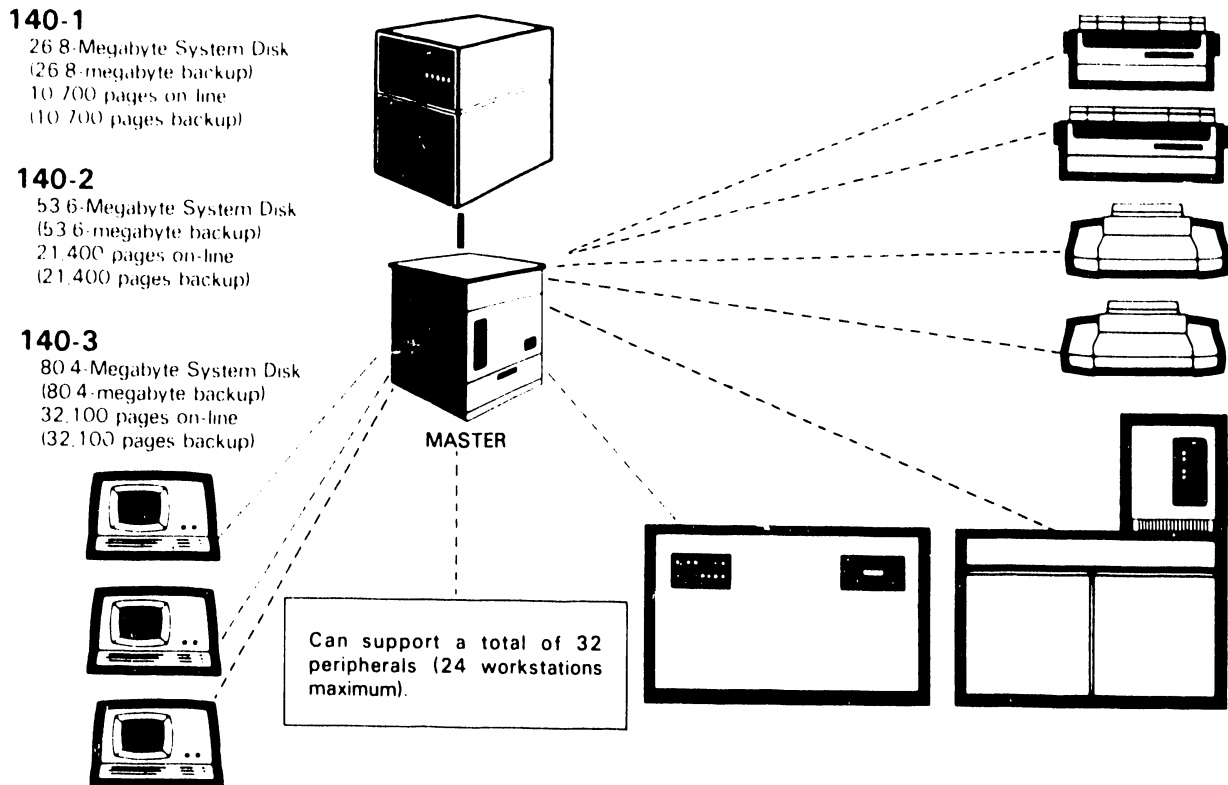 140-1
26.8-Megabyte System Disk
(26.8-megabyte backup)
10,700 pages on-line
(10,700 pages backup)
140-2
53.6-Megabyte System Disk
(53.6-megabyte backup)
21,400 pages on-line
(21,400 pages backup)
140-3
80.4-Megabyte System Disk
(80.4-megabyte backup)
32,100 pages on-line
(32,100 pages backup)
MASTER
Can support a total of 32
peripherals (24 workstations
maximum).